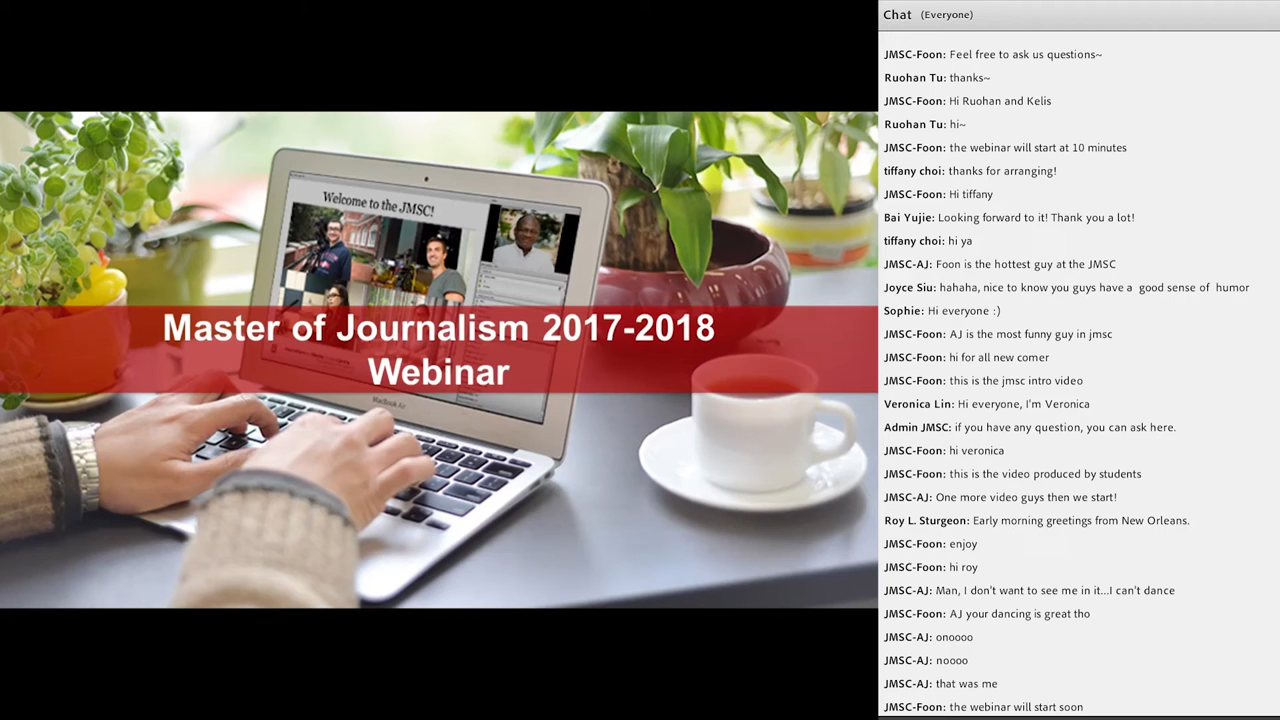 Welcome to the JMSC!
Master of Journalism 2017-2018
Webinar
MacBook Air
Chat (Everyone)
JMSC-Foon: Feel free to ask us questions~
Ruohan Tu: thanks~
JMSC-Foon: Hi Ruohan and Kelis
Ruohan Tu: hi~
JMSC-Foon: the webinar will start at 10 minutes
tiffany choi: thanks for arranging!
JMSC-Foon: Hi tiffany
Bai Yujie: Looking forward to it! Thank you a lot!
tiffany choi: hi ya
JMSC-AJ: Foon is the hottest guy at the JMSC
Joyce Siu: hahaha, nice to know you guys have a good sense of humor
Sophie: Hi everyone :)
JMSC-Foon: AJ is the most funny guy in jmsc
JMSC-Foon: hi for all new comer
JMSC-Foon: this is the jmsc intro video
Veronica Lin: Hi everyone, I'm Veronica
Admin JMSC: if you have any question, you can ask here.
JMSC-Foon: hi veronica
JMSC-Foon: this is the video produced by students
JMSC-AJ: One more video guys then we start!
Roy L. Sturgeon: Early morning greetings from New Orleans.
JMSC-Foon: enjoy
JMSC-Foon: hi roy
JMSC-AJ: Man, I don't want to see me in it...I can't dance
JMSC-Foon: AJ your dancing is great tho
JMSC-AJ: onoooo
JMSC-AJ: noooo
JMSC-AJ: that was me
JMSC-Foon: the webinar will start soon